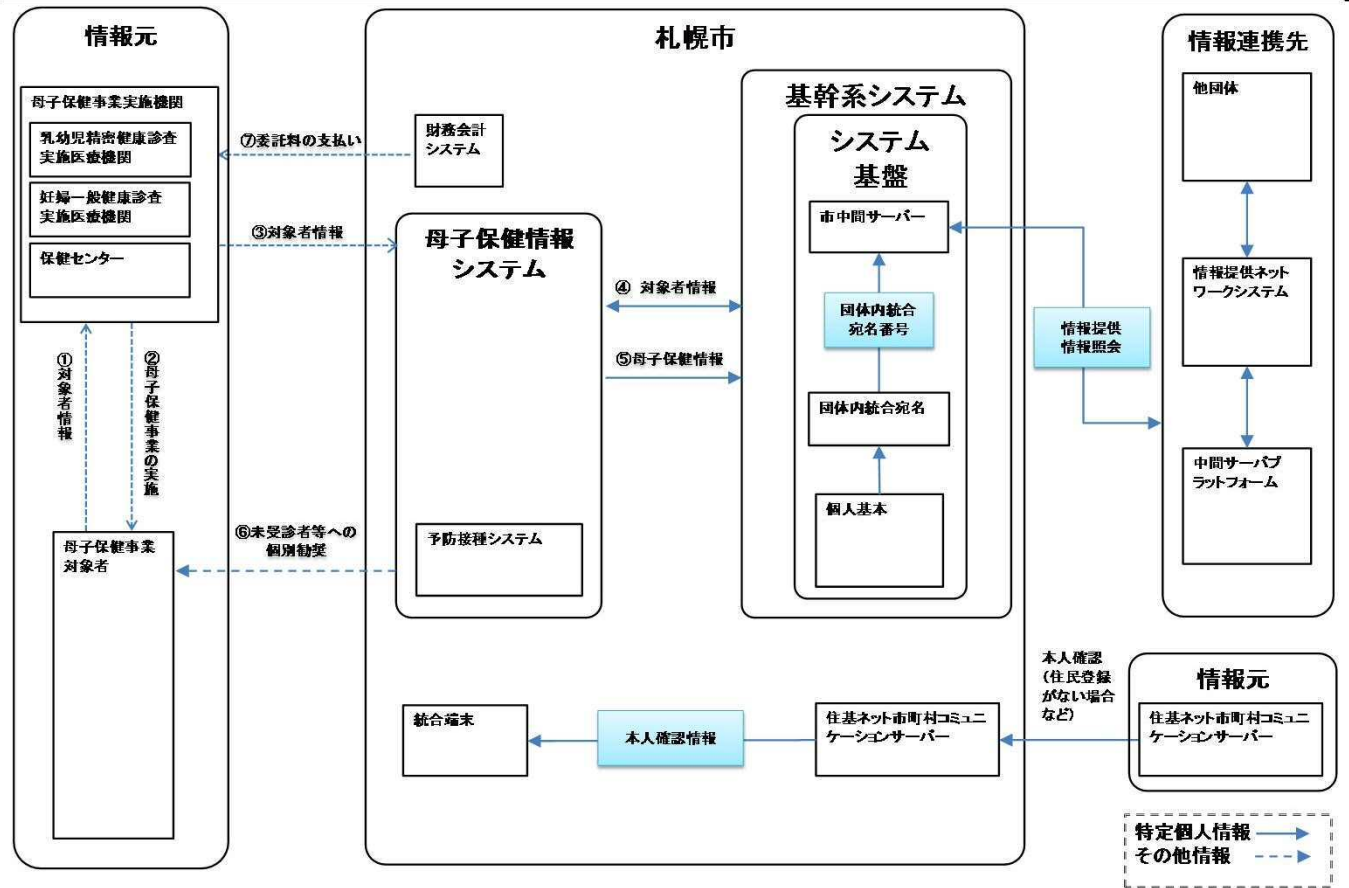 情報元
母子保健事業実施機関
乳幼児精密健康診査
実施医療機関
妊婦一般健康診査
実施医療機関
保健センター
①対象者情報
②母子保健事業の実施
母子保健事業
対象者
札幌市
⑦委託料の支払い
財務会計
システム
③対象者情報
母子保健情報
システム
④ 対象者情報
⑤母子保健情報
⑥未受診者等への
個別勧奨
予防接種システム
基幹系システム
システム
基盤
市中間サーバー
団体内統合
宛名番号
団体内統合宛名
個人基本
情報提供
情報照会
情報連携先
他団体
情報提供ネット
ワークシステム
中間サーバプ
ラットフォーム
統合端末
本人確認情報
住基ネット市町村コミュニ
ケーションサーバー
本人確認
(住民登録
がない場合
など)
情報元
住基ネット市町村コミュニ
ケーションサーバー
特定個人情報
その他情報